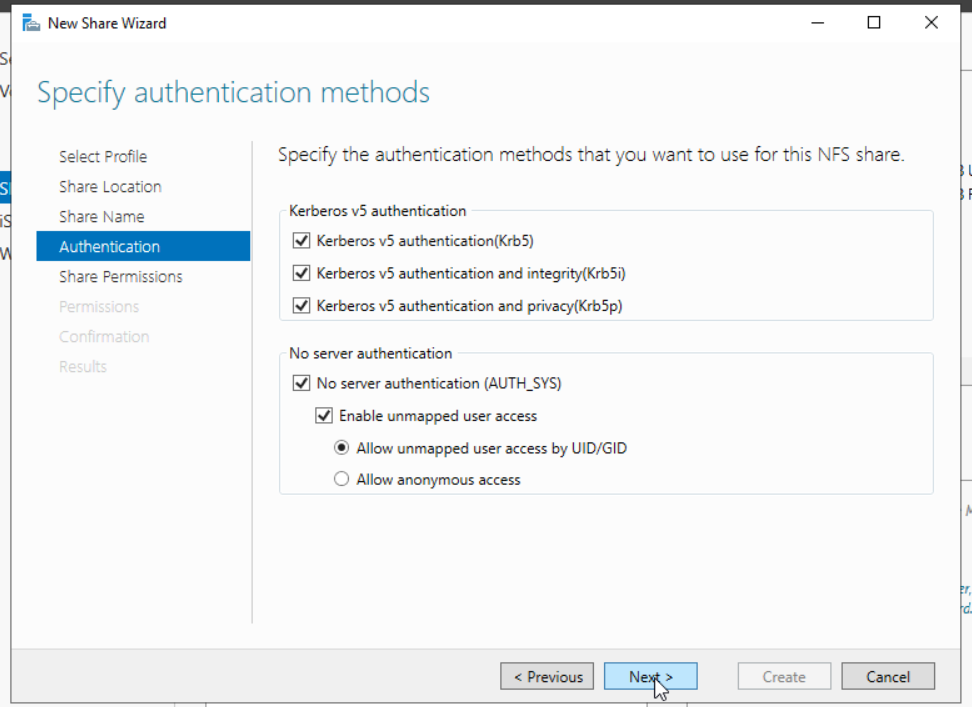 New Share Wizard
Specify authentication methods
Select Profile
Share Location
Share Name
Authentication
Share Permissions
Permissions
Confirmation
Results
Specify the authentication methods that you want to use for this NFS share.
Kerberos v5 authentication
Kerberos v5 authentication(Krb5)
Kerberos v5 authentication and integrity(Krb5i)
Kerberos v5 authentication and privacy(Krb5p)
No server authentication
No server authentication (AUTH_SYS)
Enable unmapped user access
Allow unmapped user access by UID/GID
Allow anonymous access
< Previous
Next >
Create
Cancel